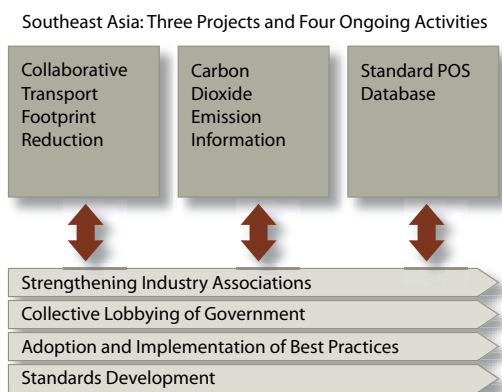 Southeast Asia: Three Projects and Four Ongoing Activities
Collaborative
Transport
Footprint
Reduction
Carbon
Dioxide
Emission
Information
Standard POS
Database
Strengthening Industry Associations
Collective Lobbying of Government
Adoption and Implementation of Best Practices
Standards Development